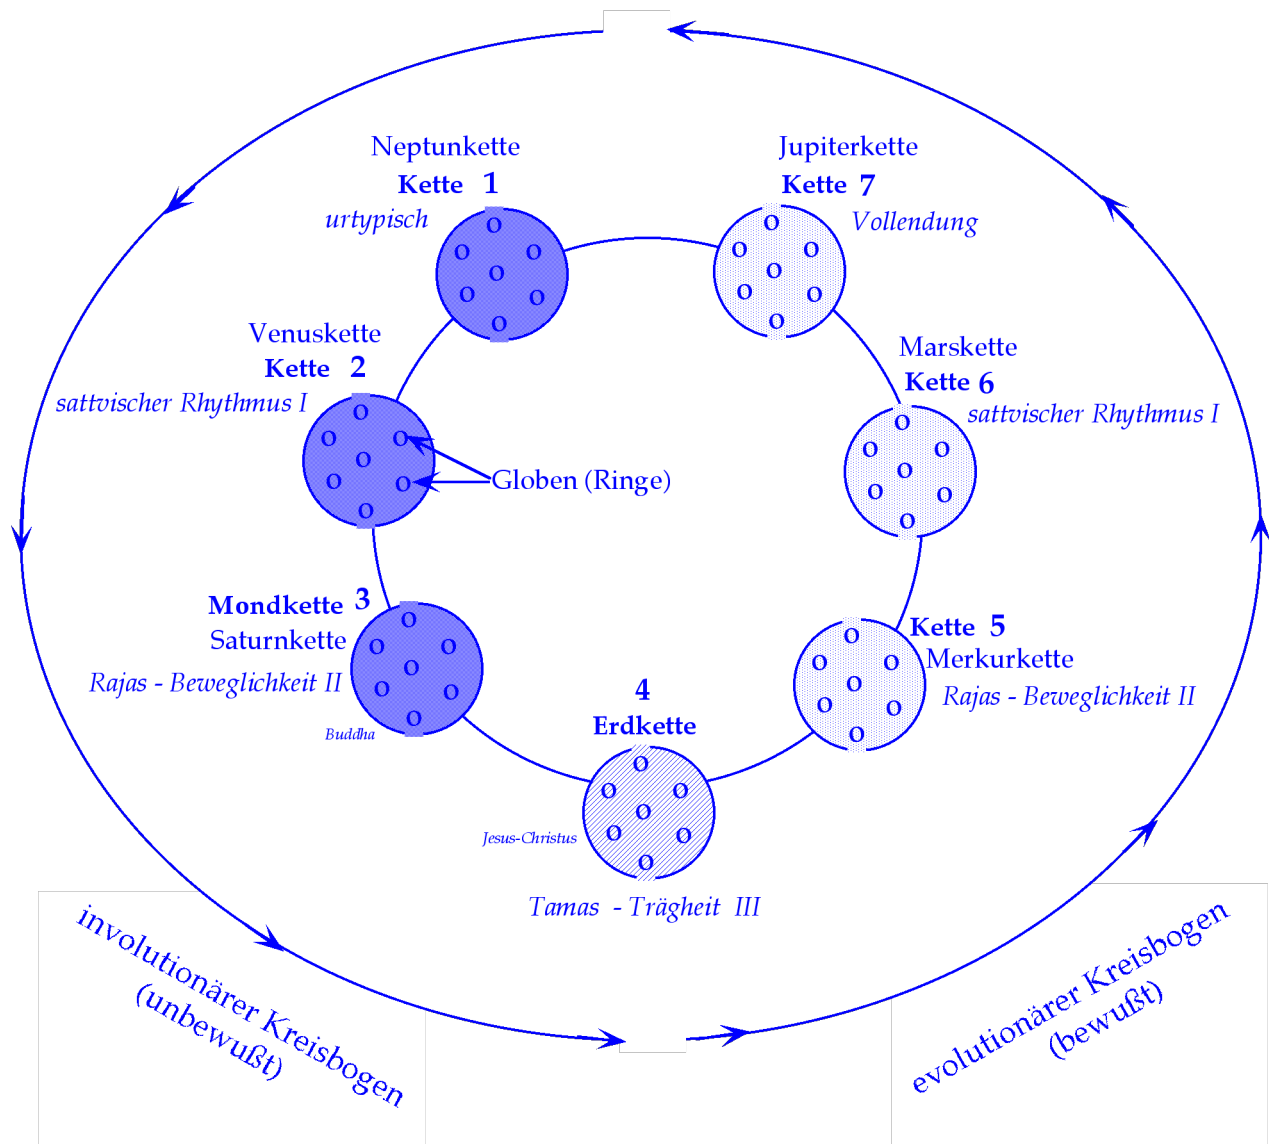 Neptunkette
Kette 1
urtypisch
Jupiterkette
Kette 7
Vollendung
Venuskette
Kette 2
sattvischer Rhythmus I
Marskette
Kette 6
sattvischer Rhythmus I
Globen (Ringe)
Mondkette 3
Saturnkette
Rajas - Beweglichkeit II
Buddha
Kette 5
Merkurkette
Rajas - Beweglichkeit II
4
Erdkette
Jesus-Christus
Tamas - Trägheit III
involutionärer Kreisbogen
(unbewußt)
evolutionärer Kreisbogen
(bewußt)